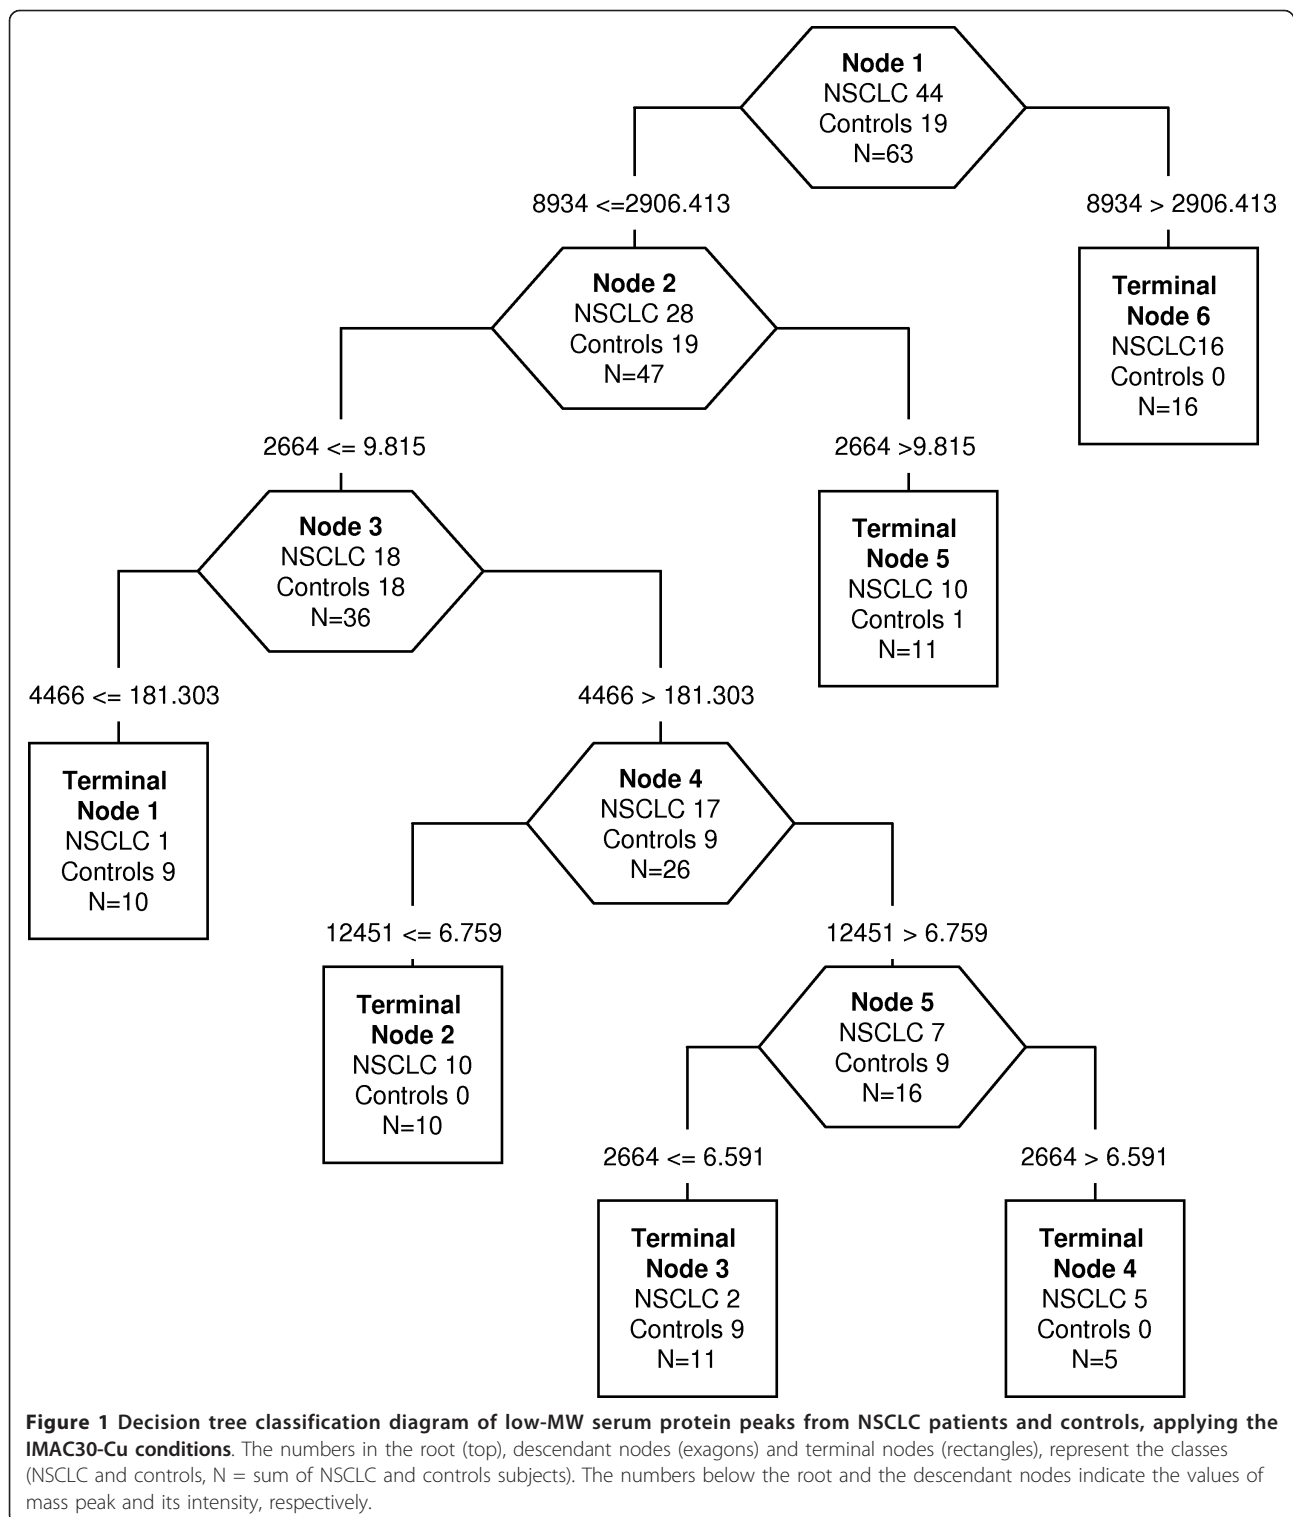 Node 1
NSCLC 44
Controls 19
N=63
8934 <=2906.413
8934 > 2906.413
Node 2
NSCLC 28
Controls 19
N=47
Terminal
Node 6
NSCLC16
Controls 0
N=16
2664 <= 9.815
2664 >9.815
Node 3
NSCLC 18
Controls 18
N=36
Terminal
Node 5
NSCLC 10
Controls 1
N=11
4466 <= 181.303
4466 > 181.303
Terminal
Node 1
NSCLC 1
Controls 9
N=10
Node 4
NSCLC 17
Controls 9
N=26
12451 <= 6.759
12451 > 6.759
Terminal
Node 2
NSCLC 10
Controls 0
N=10
Node 5
NSCLC 7
Controls 9
N=16
2664 <= 6.591
2664 > 6.591
Terminal
Node 3
NSCLC 2
Controls 9
N=11
Terminal
Node 4
NSCLC 5
Controls 0
N=5
Figure 1 Decision tree classification diagram of low-MW serum protein peaks from NSCLC patients and controls, applying the
IMAC30-Cu conditions. The numbers in the root (top), descendant nodes (exagons) and terminal nodes (rectangles), represent the classes
(NSCLC and controls, N = sum of NSCLC and controls subjects). The numbers below the root and the descendant nodes indicate the values of
mass peak and its intensity, respectively.